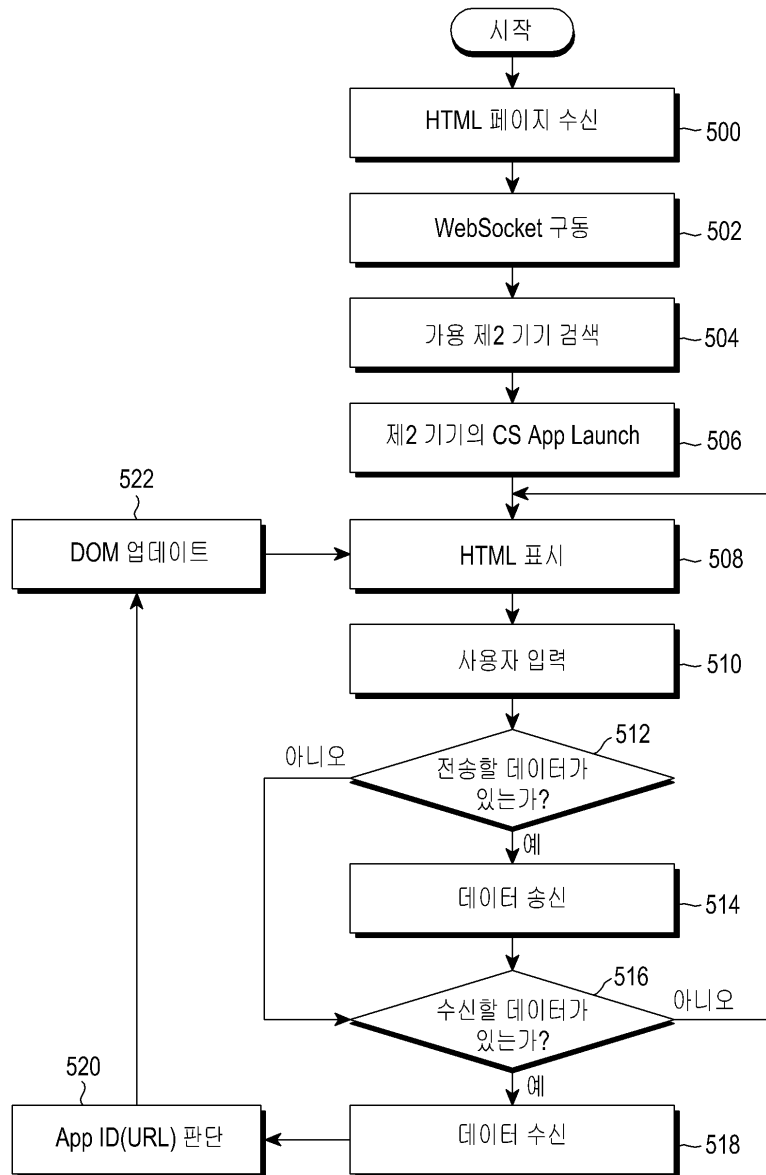 시작
HTML 페이지 수신
500
WebSocket 구동
502
가용 제2 기기 검색
504
제2 기기의 CS App Launch
506
522
DOM 업데이트
HTML 표시
508
사용자 입력
510
512
아니오
전송할 데이터가
있는가?
예
데이터 송신
514
516
수신할 데이터가
있는가?
아니오
예
520
App ID(URL) 판단
데이터 수신
518